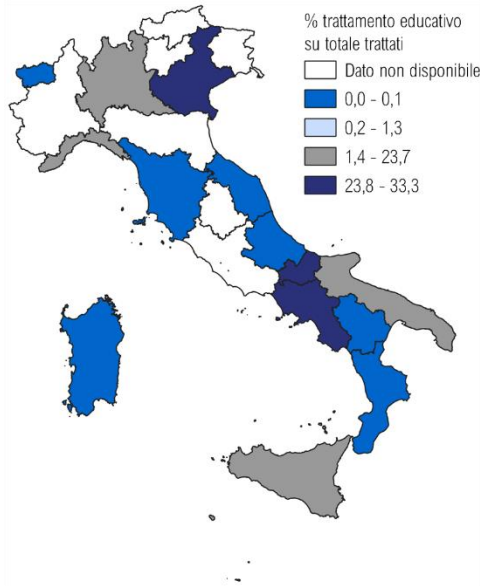 % trattamento educativo
su totale trattati
Dato non disponibile
0,0 - 0,1
0,2 - 1,3
1,4 - 23,7
23,8 - 33,3